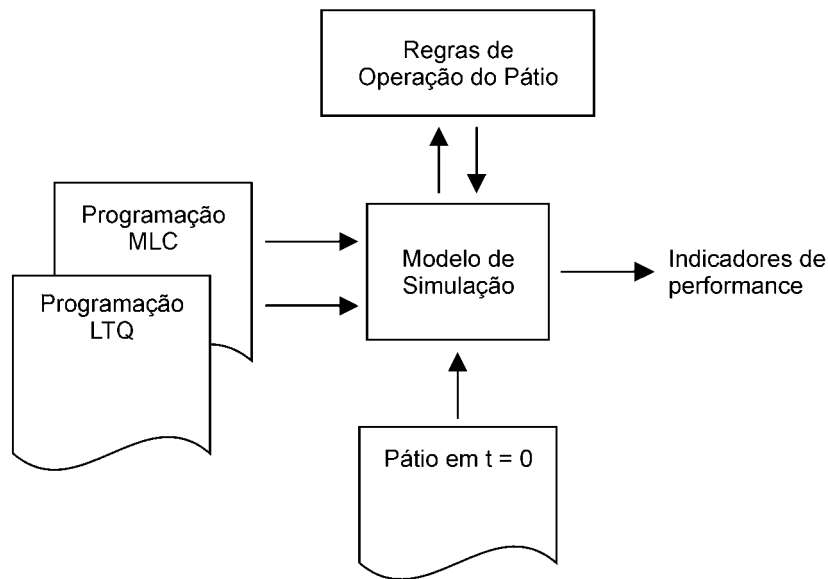 Regras de
Operação do Pátio
Programação
MLC
Programação
LTQ
Modelo de
Simulação
Indicadores de
performance
Pátio em t = 0